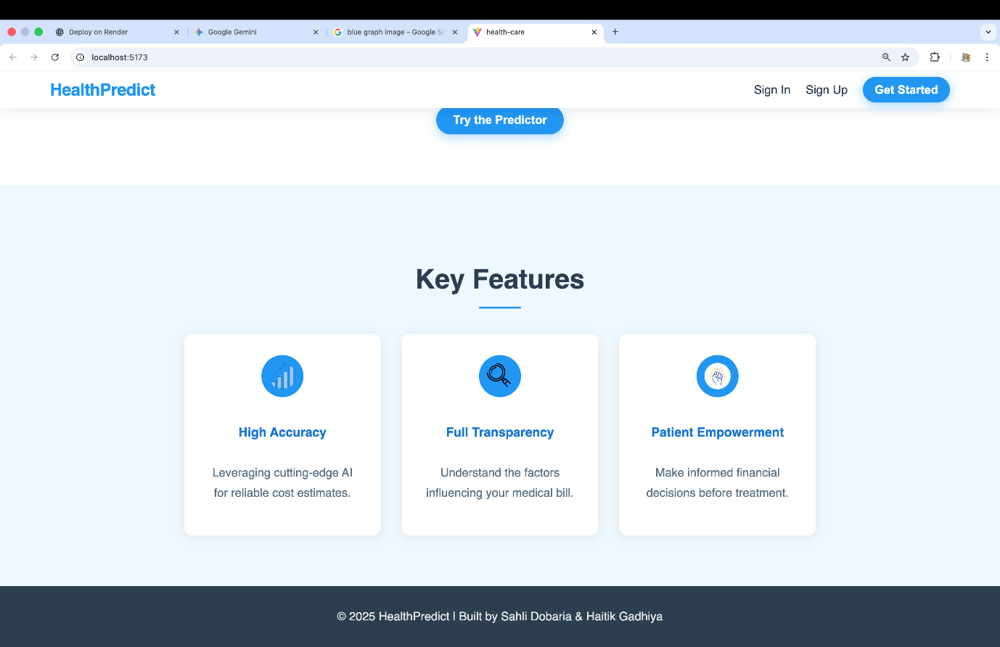 Deploy on Render
Google Gemini
blue graph image - Google Se
health-care
localhost:5173
HealthPredict
Sign In
Sign Up
Get Started
Try the Predictor
Key Features
High Accuracy
Leveraging cutting-edge AI
for reliable cost estimates.
Full Transparency
Understand the factors
influencing your medical bill.
Patient Empowerment
Make informed financial
decisions before treatment.
© 2025 HealthPredict | Built by Sahli Dobaria & Haitik Gadhiya